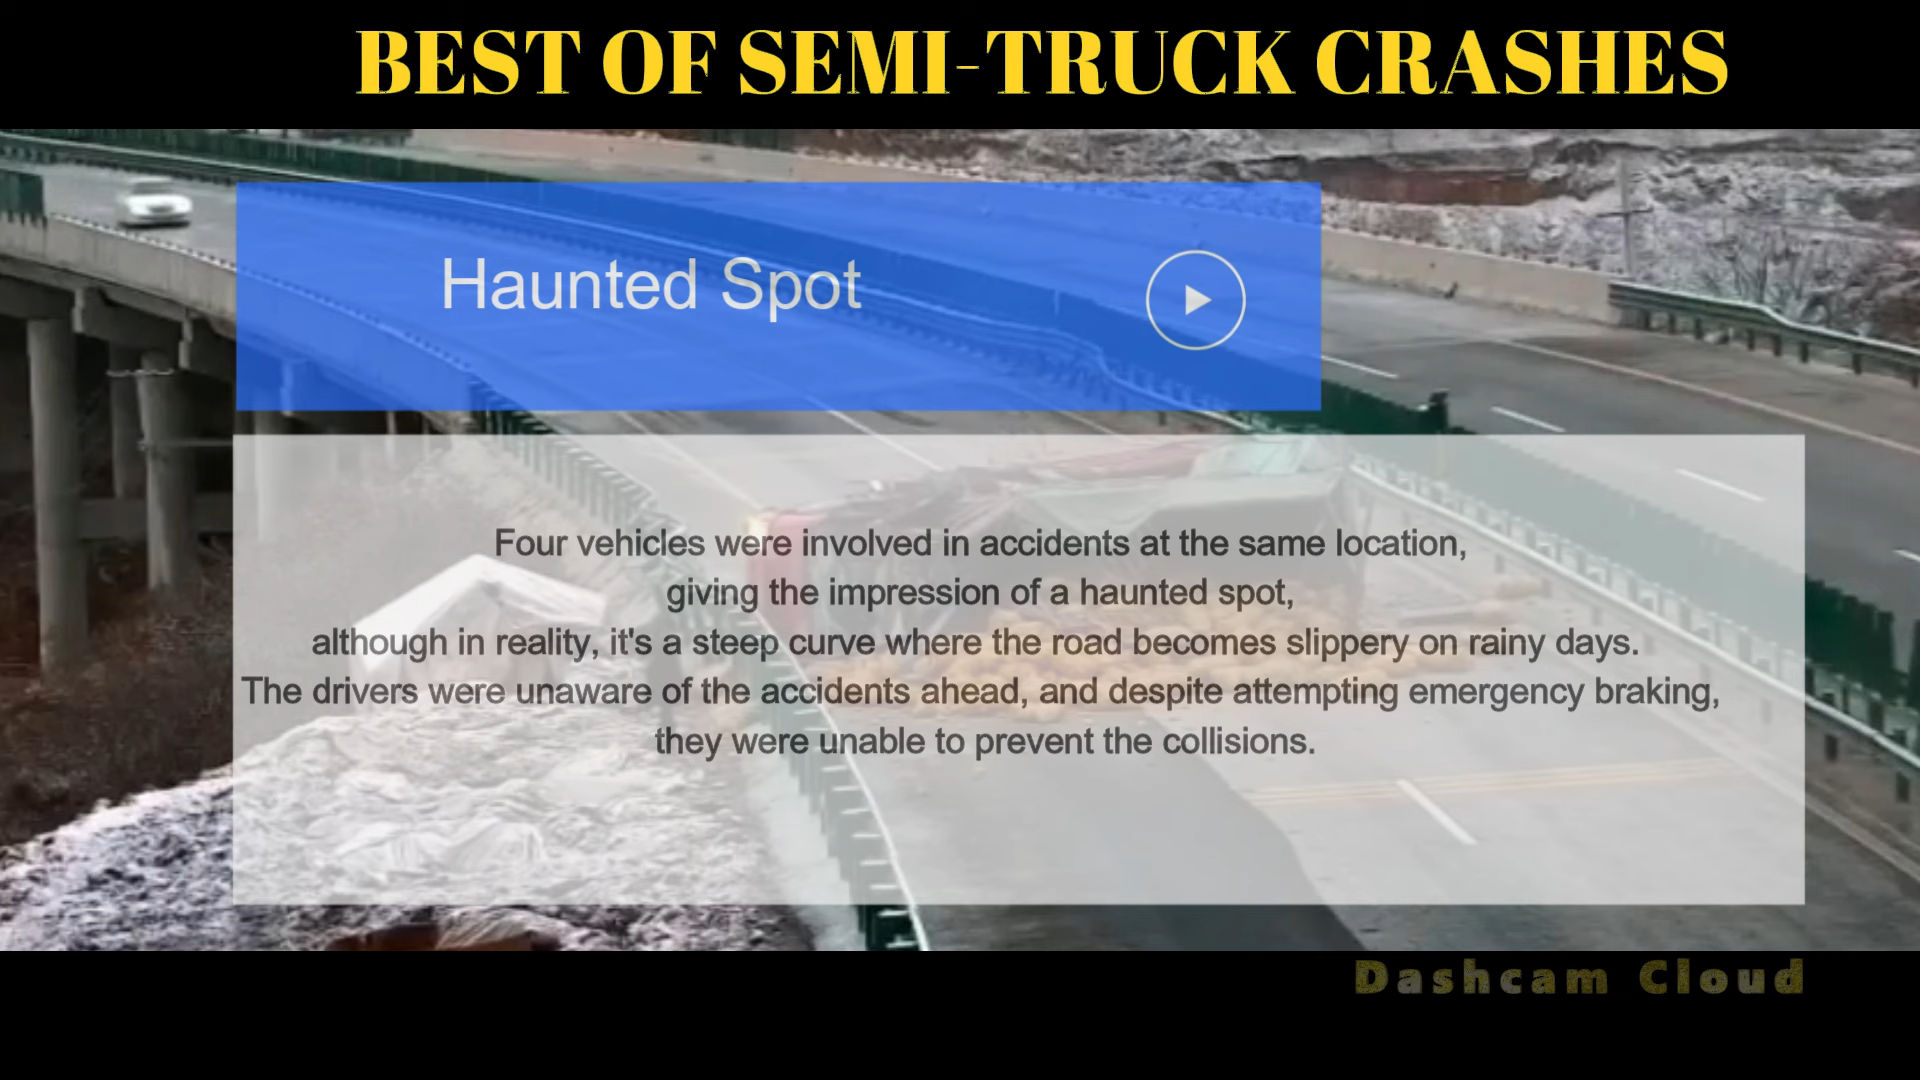 BEST OF SEMI-TRUCK CRASHES
Haunted Spot
Four vehicles were involved in accidents at the same location,
giving the impression of a haunted spot,
although in reality, it's a steep curve where the road becomes slippery on rainy days.
The drivers were unaware of the accidents ahead, and despite attempting emergency braking,
they were unable to prevent the collisions.
Dashcam Cloud